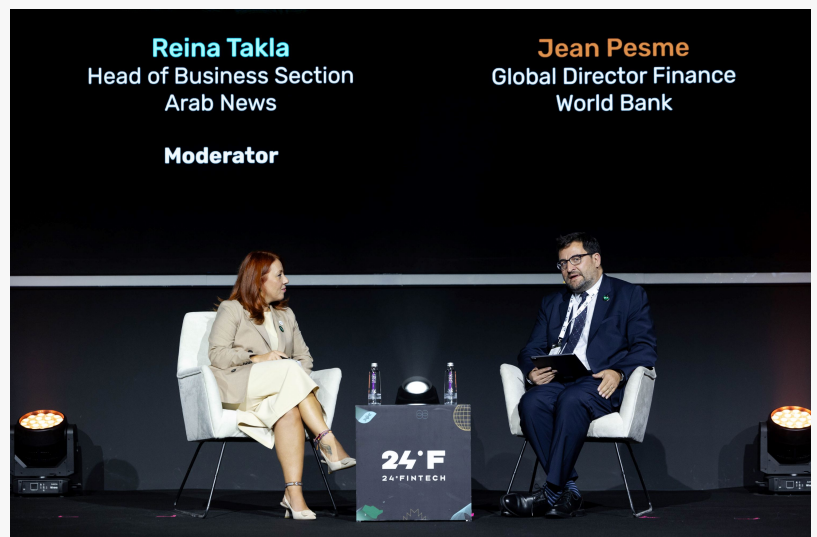 Reina Takla
Head of Business Section
Arab News
Moderator
Jean Pesme
Global Director Finance
World Bank
24°F
24°FINTECH